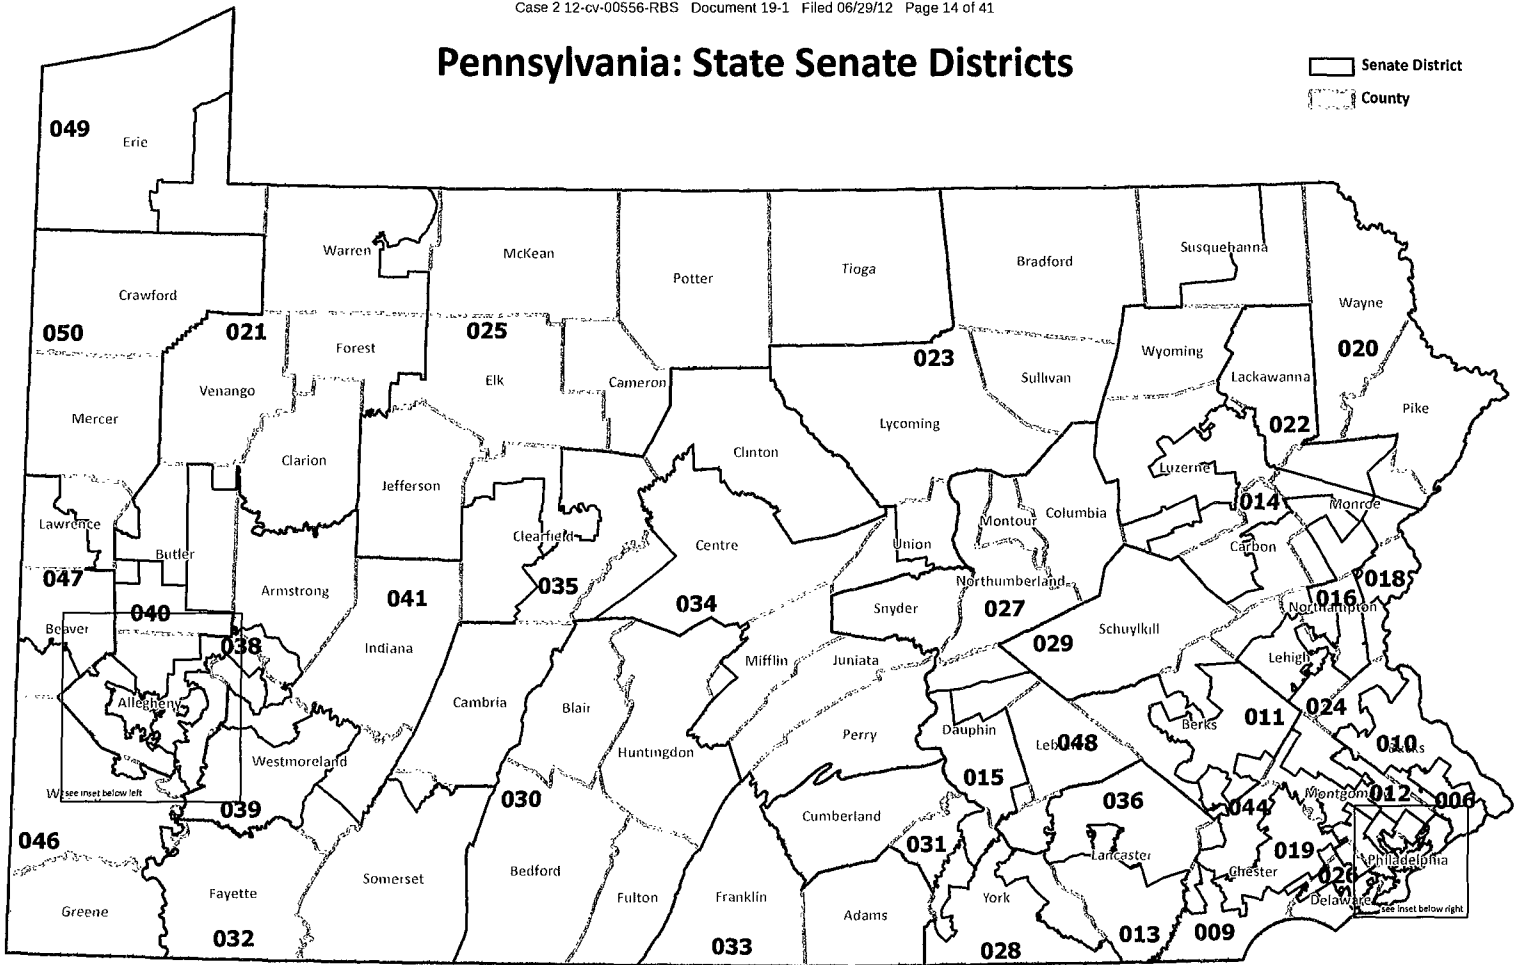 Case 2 12-cv-00556-RBS Document 19-1 Filed 06/29/12 Page 14 of 41
Pennsylvania: State Senate Districts
Senate District
County
049
Erie
Warren
McKean
Potter
Tioga
Bradford
Susquehanna
Wayne
Crawford
050
021
Forest
025
Elk
Cameron
023
Sullivan
Wyoming
Lackawanna
020
Pike
Mercer
Venango
Clarion
Jefferson
Clinton
Lycoming
022
Luzerne
Lawrence
Butler
Clearfield
Centre
Union
Montour
Columbia
014
Monroe
Carbon
047
040
Armstrong
041
035
034
Snyder
Northumberland
027
018
016
Northampton
Beaver
038
Indiana
Mifflin
Juniata
029
Schuylkill
Lehigh
Allegheny
Cambria
Blair
Huntingdon
Perry
Dauphin
048
Berks
011
024
010
Westmoreland
see inset below left
039
030
015
036
044
Montgom
012
006
046
Cumberland
031
Lancaster
Chester
019
026
Philadelphia
Delaware
see inset below right
Greene
Fayette
032
Somerset
Bedford
Fulton
Franklin
033
Adams
York
028
013
009